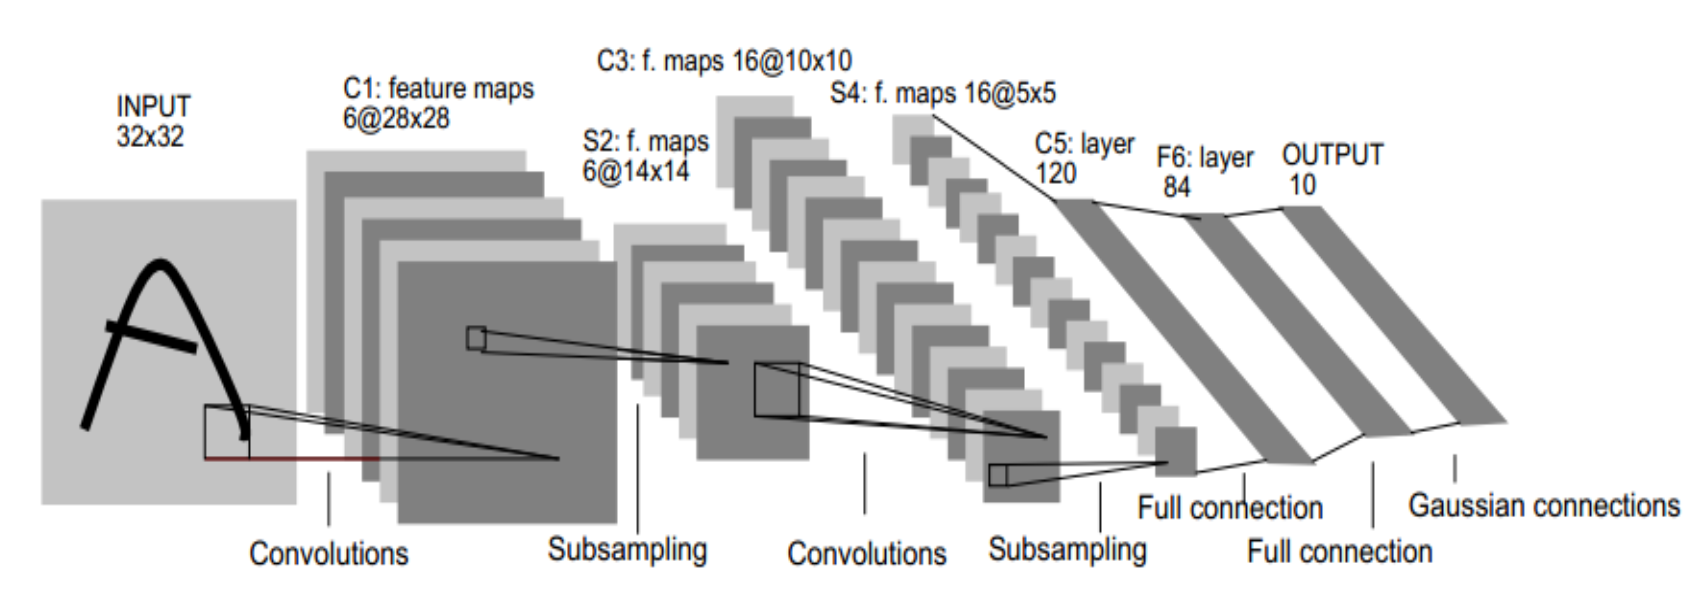 INPUT
32x32
C1: feature maps
6@28x28
S2: f. maps
6@14x14
C3: f. maps 16@10x10
S4: f. maps 16@5x5
C5: layer
120
F6: layer
84
OUTPUT
10
Convolutions
Subsampling
Convolutions
Subsampling
Full connection
Full connection
Gaussian connections